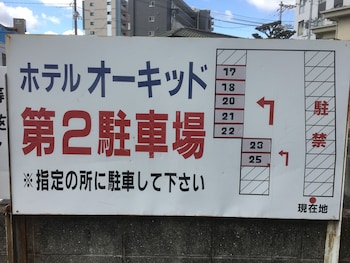 ホテル オーキッド
第2駐車場
※指定の所に駐車して下さい
17
18
20
21
22
23
25
駐禁
現在地